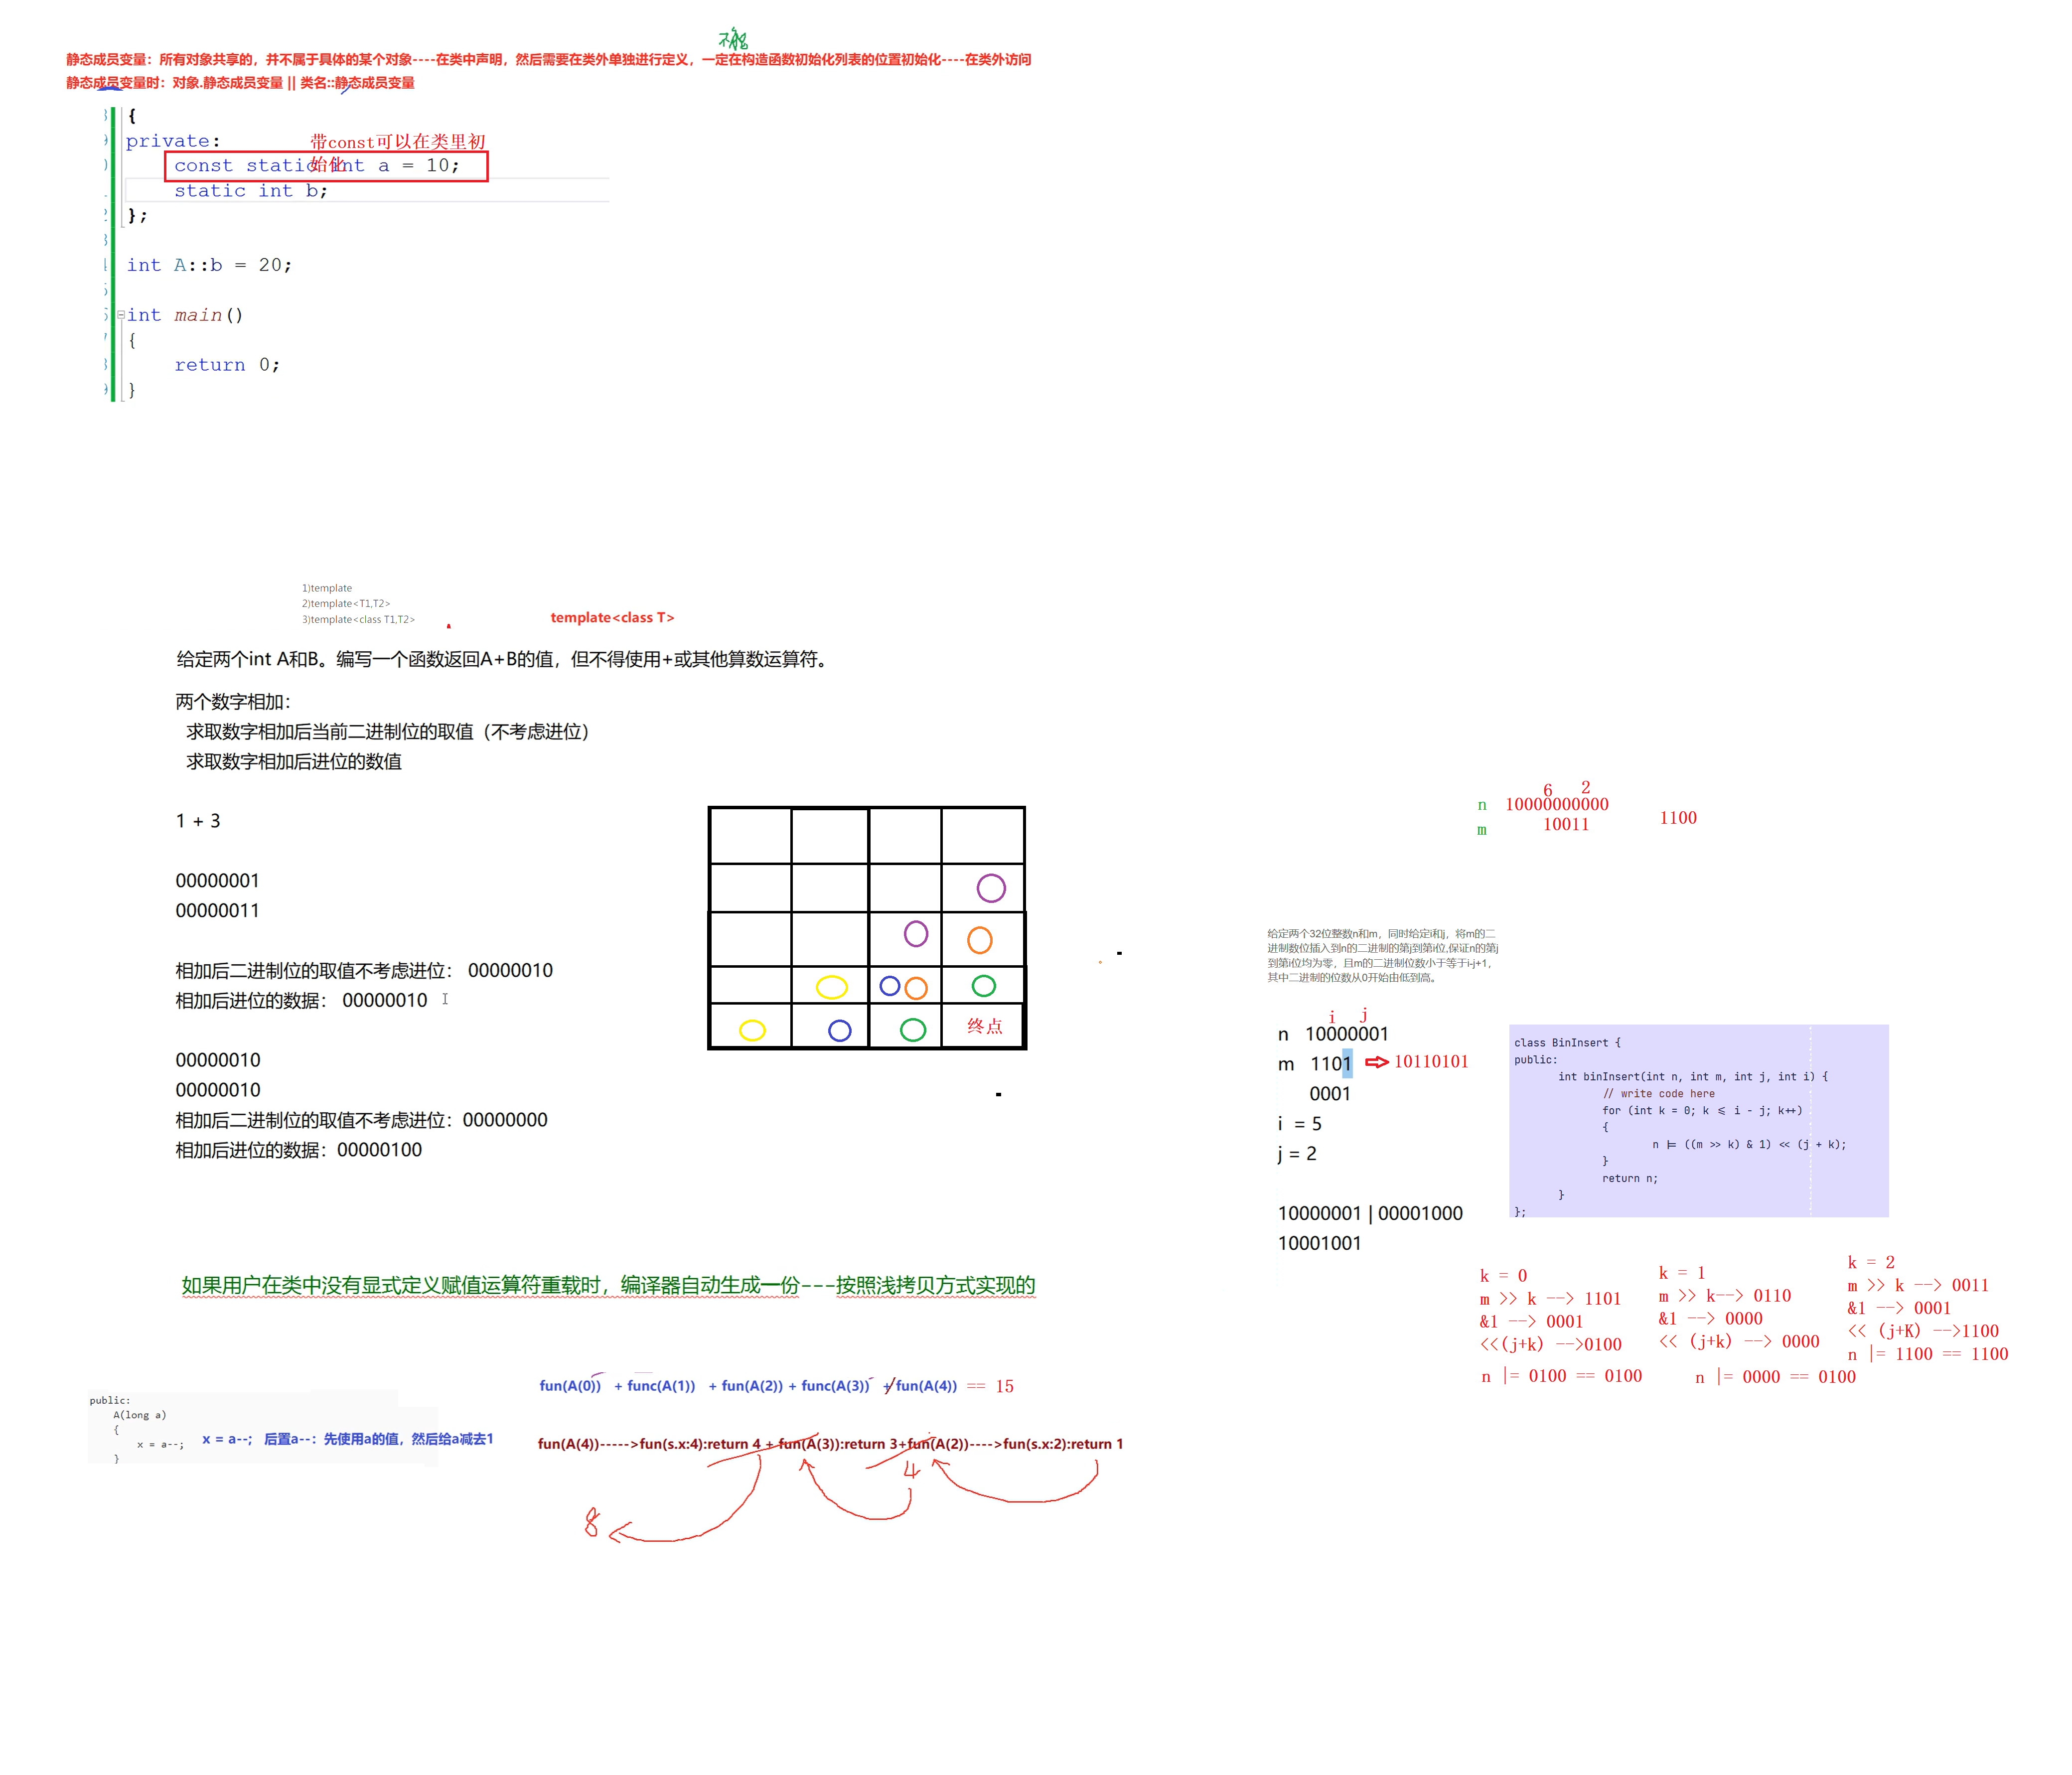 不能
静态成员变量：所有对象共享的，并不属于具体的某个对象----在类中声明，然后需要在类外单独进行定义，一定在构造函数初始化列表的位置初始化----在类外访问
静态成员变量时：对象.静态成员变量 || 类名::静态成员变量
{
private:
带const可以在类里初
始化
const static int a = 10;
static int b;
};
int A::b = 20;
int main()
{
return 0;
}
1)template
2)template<T1,T2>
3)template<class T1,T2>
template<class T>
给定两个int A和B。编写一个函数返回A+B的值，但不得使用+或其他算数运算符。
两个数字相加：
求取数字相加后当前二进制位的取值（不考虑进位）
求取数字相加后进位的数值
1 + 3
00000001
00000011
相加后二进制位的取值不考虑进位： 00000010
相加后进位的数据： 00000010
00000010
00000010
相加后二进制位的取值不考虑进位：00000000
相加后进位的数据：00000100
终点
6 2
n 10000000000
m 10011
1100
给定两个32位整数n和m，同时给定i和j，将m的二
进制数位插入到n的二进制的第j到第i位,保证n的第j
到第i位均为零，且m的二进制位数小于等于i-j+1，
其中二进制的位数从0开始由低到高。
i j
n 10000001
m 1101 10110101
0001
i = 5
j = 2
10000001 | 00001000
10001001
class BinInsert {
public:
int binInsert(int n, int m, int j, int i) {
// write code here
for (int k = 0; k <= i - j; k++)
{
n |= ((m >> k) & 1) << (j + k);
}
return n;
}
};
k = 0
m >> k --> 1101
&1 --> 0001
<<(j+k) -->0100
n |= 0100 == 0100
k = 1
m >> k--> 0110
&1 --> 0000
<< (j+k) --> 0000
n |= 0000 == 0100
k = 2
m >> k --> 0011
&1 --> 0001
<< (j+K) -->1100
n |= 1100 == 1100
如果用户在类中没有显式定义赋值运算符重载时，编译器自动生成一份---按照浅拷贝方式实现的
fun(A(0)) + func(A(1)) + fun(A(2)) + func(A(3)) + fun(A(4)) == 15
public:
A(long a)
{
x = a--;
}
x = a--; 后置a--：先使用a的值，然后给a减去1
fun(A(4))----->fun(s.x:4):return 4 + fun(A(3)):return 3+fun(A(2))---->fun(s.x:2):return 1
4
8